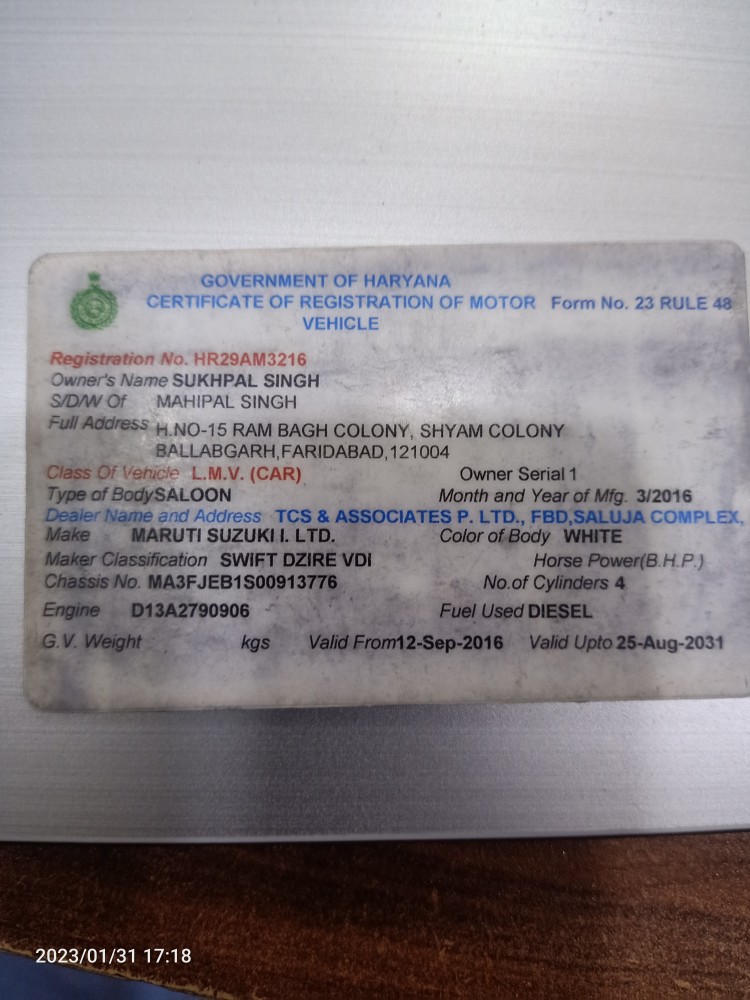 GOVERNMENT OF HARYANA
CERTIFICATE OF REGISTRATION OF MOTOR Form No. 23 RULE 48
VEHICLE
Registration No. HR29AM3216
Owner's Name SUKHPAL SINGH
S/D/W Of MAHIPAL SINGH
Full Address H.NO-15 RAM BAGH COLONY, SHYAM COLONY
BALLABGARH,FARIDABAD,121004
Class Of Vehicle L.M.V. (CAR) Owner Serial 1
Type of Body SALOON Month and Year of Mfg. 3/2016
Dealer Name and Address TCS & ASSOCIATES P. LTD., FBD,SALUJA COMPLEX,
Make MARUTI SUZUKI I. LTD. Color of Body WHITE
Maker Classification SWIFT DZIRE VDI Horse Power(B.H.P.)
Chassis No. MA3FJEB1S00913776 No.of Cylinders 4
Engine D13A2790906 Fuel Used DIESEL
G.V. Weight kgs Valid From 12-Sep-2016 Valid Upto 25-Aug-2031
2023/01/31 17:18